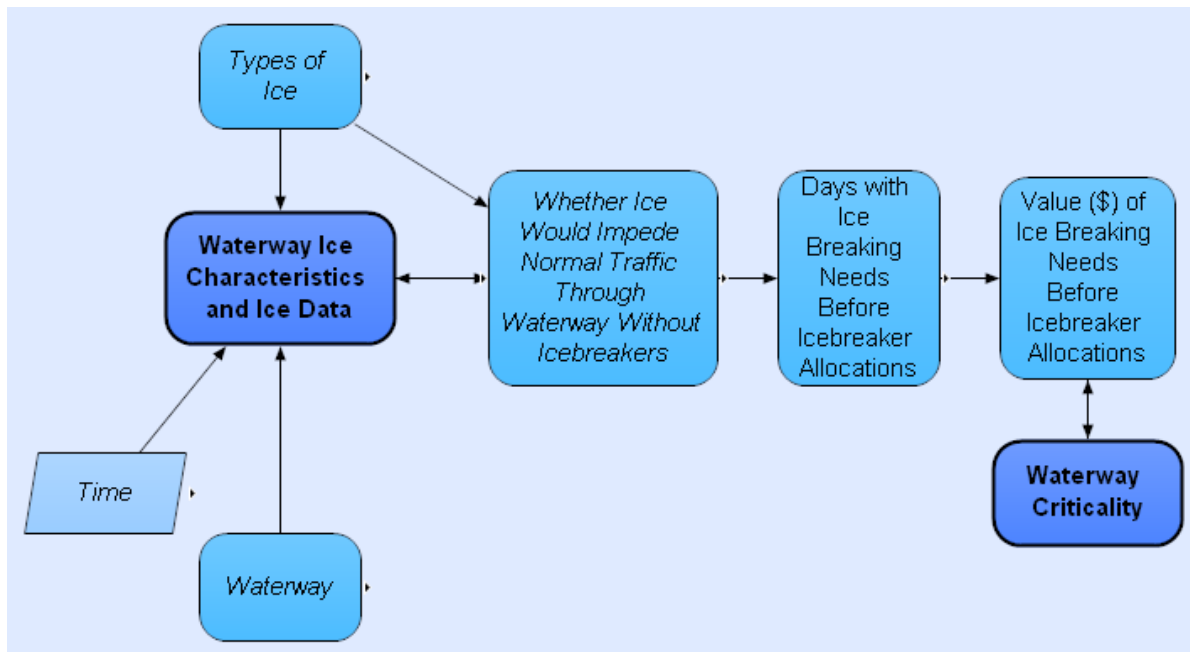 Types of
Ice
Waterway Ice
Characteristics
and Ice Data
Whether Ice
Would Impede
Normal Traffic
Through
Waterway Without
Icebreakers
Days with
Ice
Breaking
Needs
Before
Icebreaker
Allocations
Value ($) of
Ice Breaking
Needs
Before
Icebreaker
Allocations
Time
Waterway
Waterway
Criticality